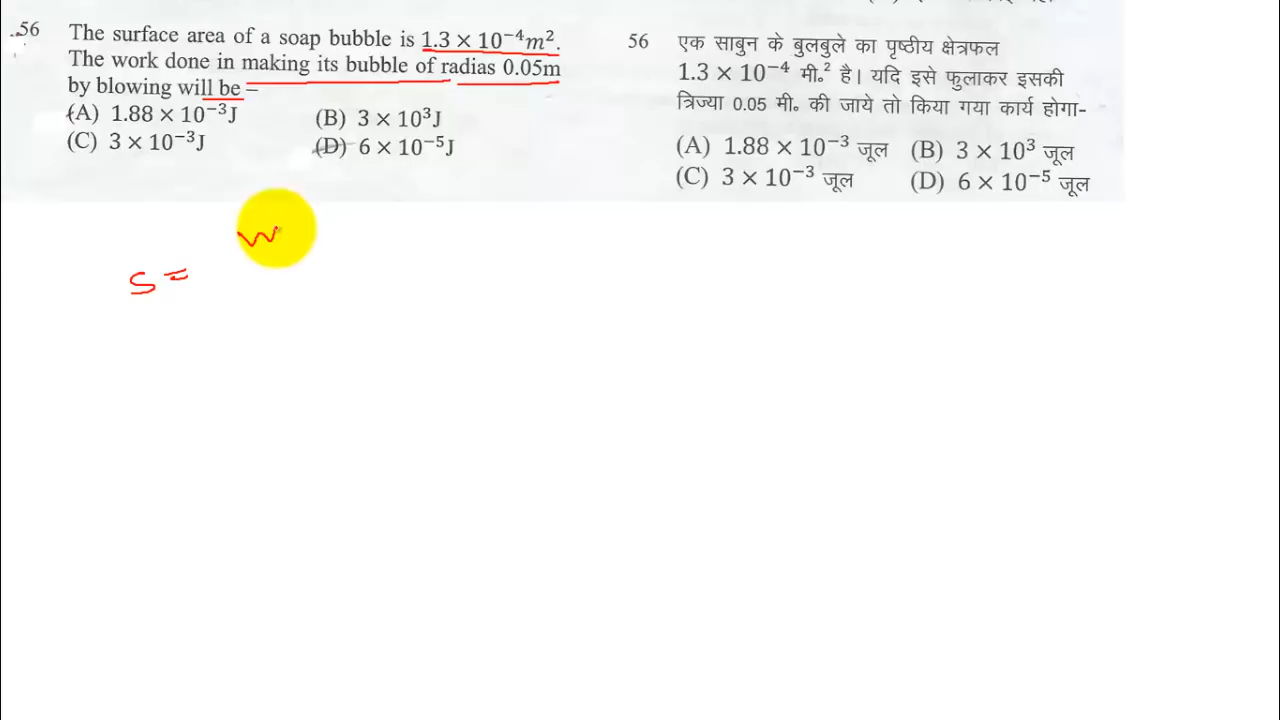 56 The surface area of a soap bubble is 1.3 × 10⁻⁴m².
The work done in making its bubble of radias 0.05m
by blowing will be –
(A) 1.88 × 10⁻³J (B) 3 × 10³J
(C) 3 × 10⁻³J (D) 6 × 10⁻⁵J
56 एक साबुन के बुलबुले का पृष्ठीय क्षेत्रफल
1.3 × 10⁻⁴ मी॰² है। यदि इसे फुलाकर इसकी
त्रिज्या 0.05 मी॰ की जाये तो किया गया कार्य होगा-
(A) 1.88 × 10⁻³ जूल (B) 3 × 10³ जूल
(C) 3 × 10⁻³ जूल (D) 6 × 10⁻⁵ जूल
W
S =